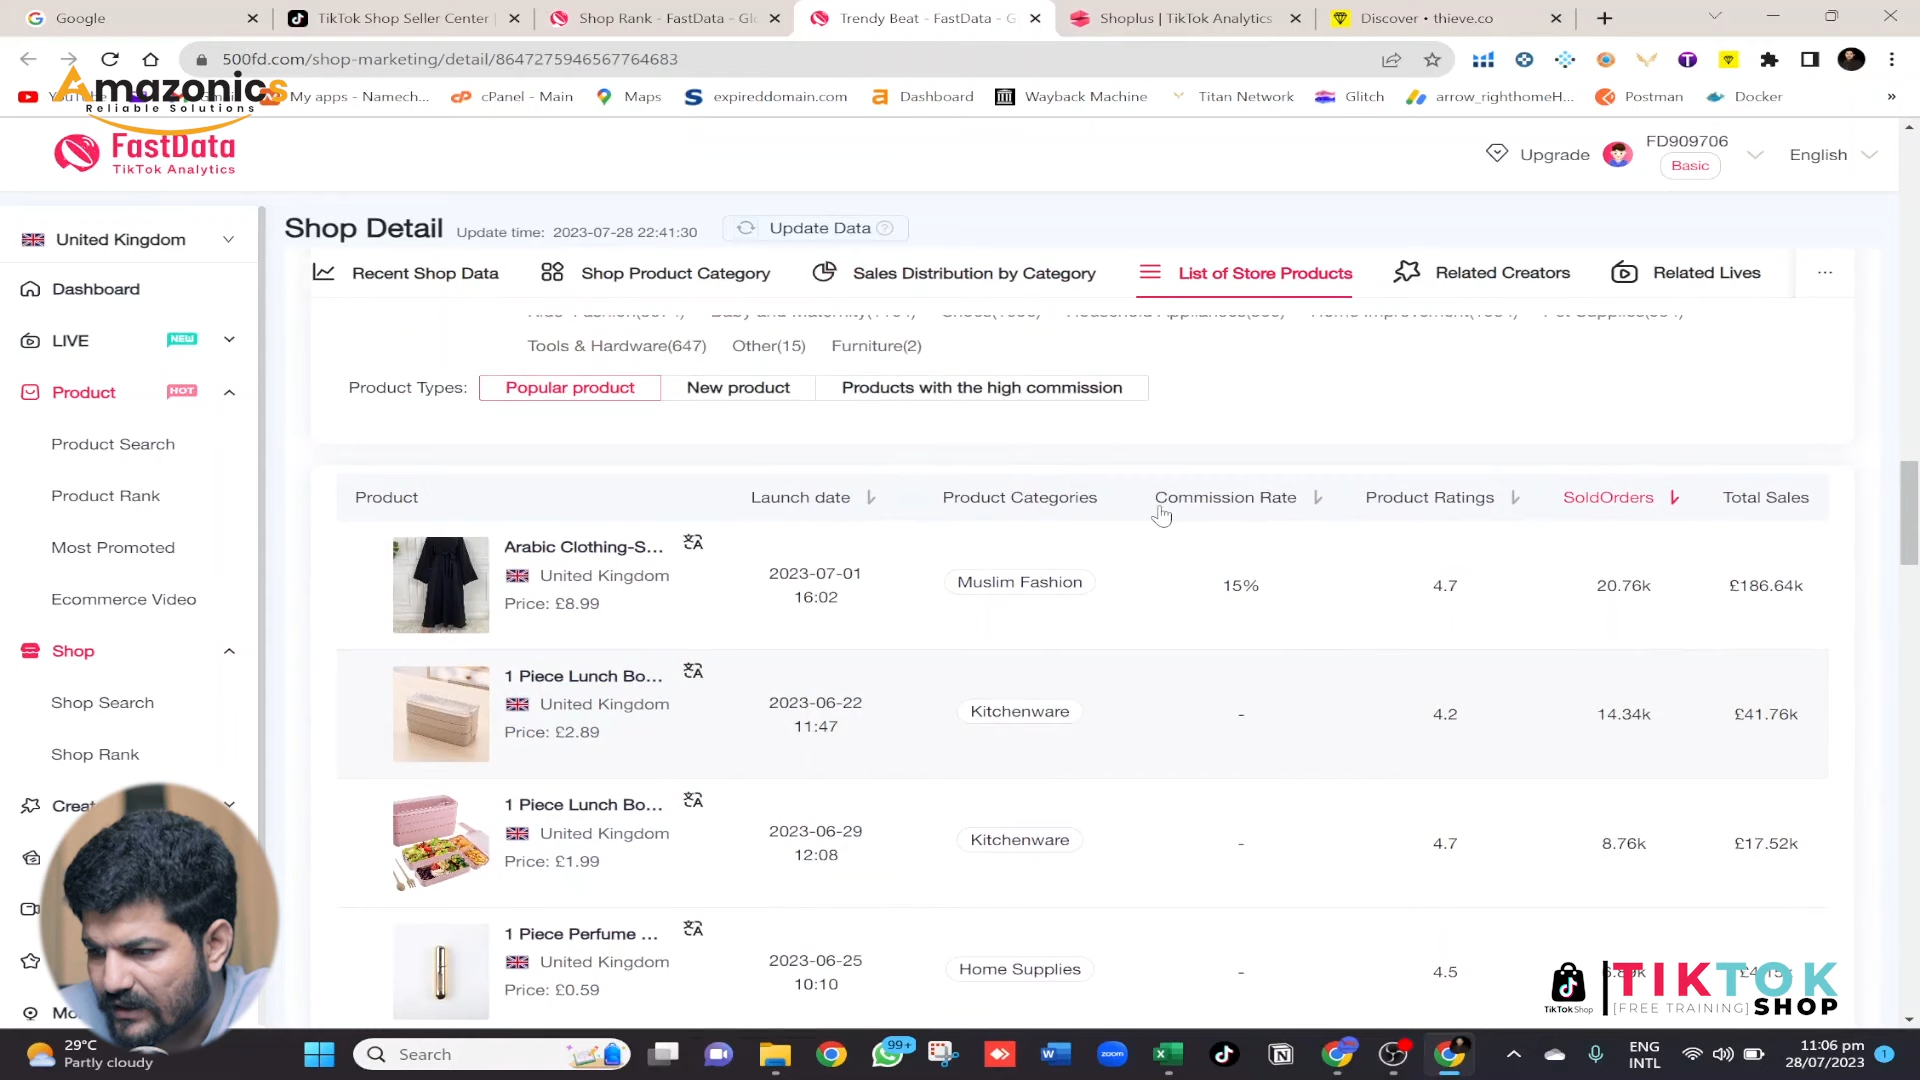 Google
TikTok Shop Seller Center
Shop Rank - FastData - Glo
Trendy Beat - FastData - G
Shoplus | TikTok Analytics
Discover • thieve.co
500fd.com/shop-marketing/detail/8647275946567764683
Amazonics
Reliable Solutions
My apps - Namech...
cPanel - Main
Maps
expireddomain.com
Dashboard
Wayback Machine
Titan Network
Glitch
arrow_righthomeH...
Postman
Docker
»
FastData
TikTok Analytics
Upgrade
FD909706
Basic
English
United Kingdom
Shop Detail
Update time: 2023-07-28 22:41:30
Update Data
Recent Shop Data
Shop Product Category
Sales Distribution by Category
List of Store Products
Related Creators
Related Lives
...
Dashboard
LIVE
NEW
Product
HOT
Product Search
Product Rank
Most Promoted
Ecommerce Video
Shop
Shop Search
Shop Rank
Tools & Hardware(647) Other(15) Furniture(2)
Product Types: Popular product New product Products with the high commission
Product Launch date Product Categories Commission Rate Product Ratings SoldOrders Total Sales
Arabic Clothing-S...
United Kingdom
Price: £8.99
2023-07-01
16:02
Muslim Fashion
15%
4.7
20.76k
£186.64k
1 Piece Lunch Bo...
United Kingdom
Price: £2.89
2023-06-22
11:47
Kitchenware
-
4.2
14.34k
£41.76k
1 Piece Lunch Bo...
United Kingdom
Price: £1.99
2023-06-29
12:08
Kitchenware
-
4.7
8.76k
£17.52k
1 Piece Perfume ...
United Kingdom
Price: £0.59
2023-06-25
10:10
Home Supplies
-
4.5
TikTok Shop
TIKTOK
[FREE TRAINING] SHOP
29°C
Partly cloudy
Search
99+
zoom
ENG
INTL
11:06 pm
28/07/2023
1